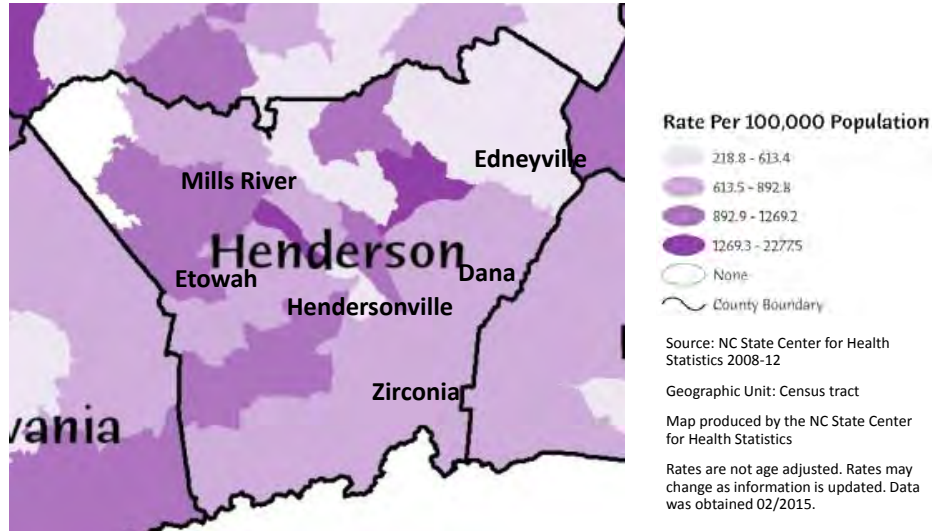 Edneyville
Mills River
Henderson
Etowah
Dana
Hendersonville
Zirconia
vania
Rate Per 100,000 Population
218.8 - 613.4
613.5 - 892.8
892.9 - 1269.2
1269.3 - 2277.5
None
County Boundary
Source: NC State Center for Health
Statistics 2008-12
Geographic Unit: Census tract
Map produced by the NC State Center
for Health Statistics
Rates are not age adjusted. Rates may
change as information is updated. Data
was obtained 02/2015.